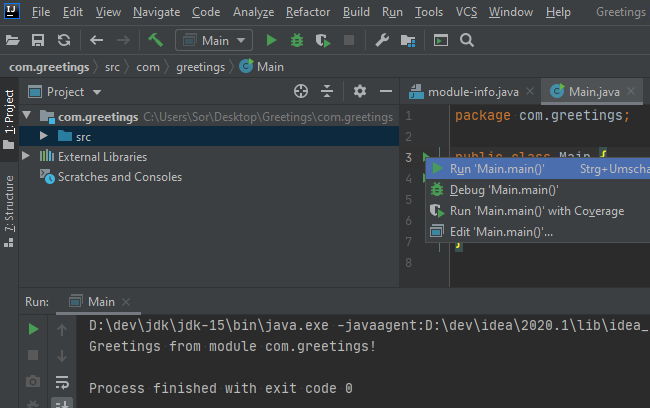 IJ File Edit View Navigate Code Analyze Refactor Build Run Tools VCS Window Help Greetings
Main
com.greetings src com greetings Main
1: Project
7: Structure
Project
com.greetings C:\Users\Sor\Desktop\Greetings\com.greetings
src
External Libraries
Scratches and Consoles
module-info.java Main.java
1 package com.greetings;
2
3 public class Main {
4
Run 'Main.main()' Strg+Umscha
Debug 'Main.main()'
Run 'Main.main()' with Coverage
Edit 'Main.main()'...
7 }
8
Run: Main
D:\dev\jdk\jdk-15\bin\java.exe -javaagent:D:\dev\idea\2020.1\lib\idea_
Greetings from module com.greetings!
Process finished with exit code 0